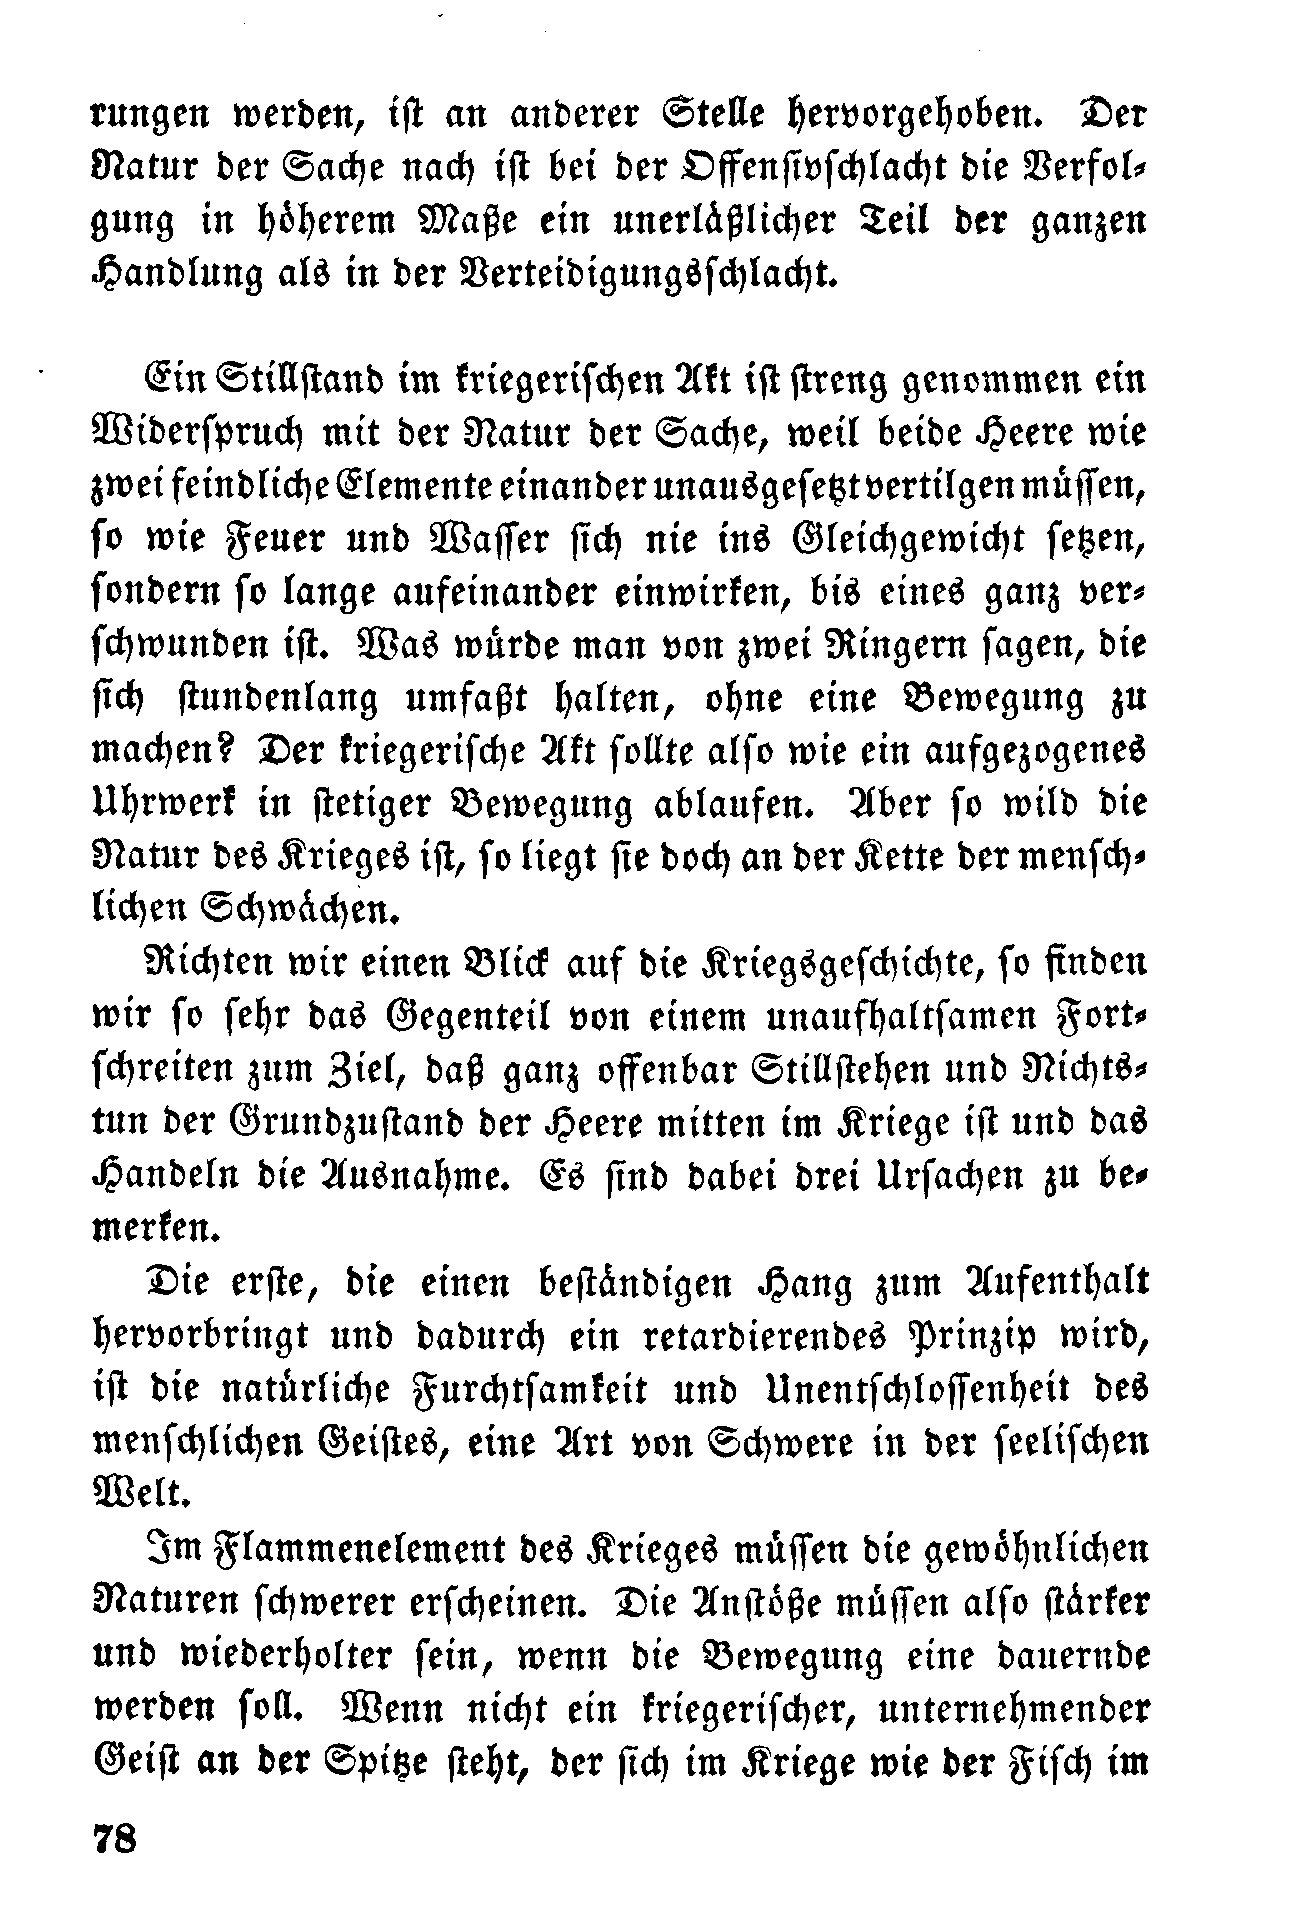 rungen werden, ist an anderer Stelle hervorgehoben. Der
Natur der Sache nach ist bei der Offensivschlacht die Verfol-
gung in höherem Maße ein unerläßlicher Teil der ganzen
Handlung als in der Verteidigungsschlacht.
Ein Stillstand im kriegerischen Akt ist streng genommen ein
Widerspruch mit der Natur der Sache, weil beide Heere wie
zwei feindliche Elemente einander unausgesetzt vertilgen müssen,
so wie Feuer und Wasser sich nie ins Gleichgewicht setzen,
sondern so lange aufeinander einwirken, bis eines ganz ver-
schwunden ist. Was würde man von zwei Ringern sagen, die
sich stundenlang umfaßt halten, ohne eine Bewegung zu
machen? Der kriegerische Akt sollte also wie ein aufgezogenes
Uhrwerk in stetiger Bewegung ablaufen. Aber so wild die
Natur des Krieges ist, so liegt sie doch an der Kette der mensch-
lichen Schwächen.
Richten wir einen Blick auf die Kriegsgeschichte, so finden
wir so sehr das Gegenteil von einem unaufhaltsamen Fort-
schreiten zum Ziel, daß ganz offenbar Stillstehen und Nichts-
tun der Grundzustand der Heere mitten im Kriege ist und das
Handeln die Ausnahme. Es sind dabei drei Ursachen zu be-
merken.
Die erste, die einen beständigen Hang zum Aufenthalt
hervorbringt und dadurch ein retardierendes Prinzip wird,
ist die natürliche Furchtsamkeit und Unentschlossenheit des
menschlichen Geistes, eine Art von Schwere in der seelischen
Welt.
Im Flammenelement des Krieges müssen die gewöhnlichen
Naturen schwerer erscheinen. Die Anstöße müssen also stärker
und wiederholter sein, wenn die Bewegung eine dauernde
werden soll. Wenn nicht ein kriegerischer, unternehmender
Geist an der Spitze steht, der sich im Kriege wie der Fisch im
78